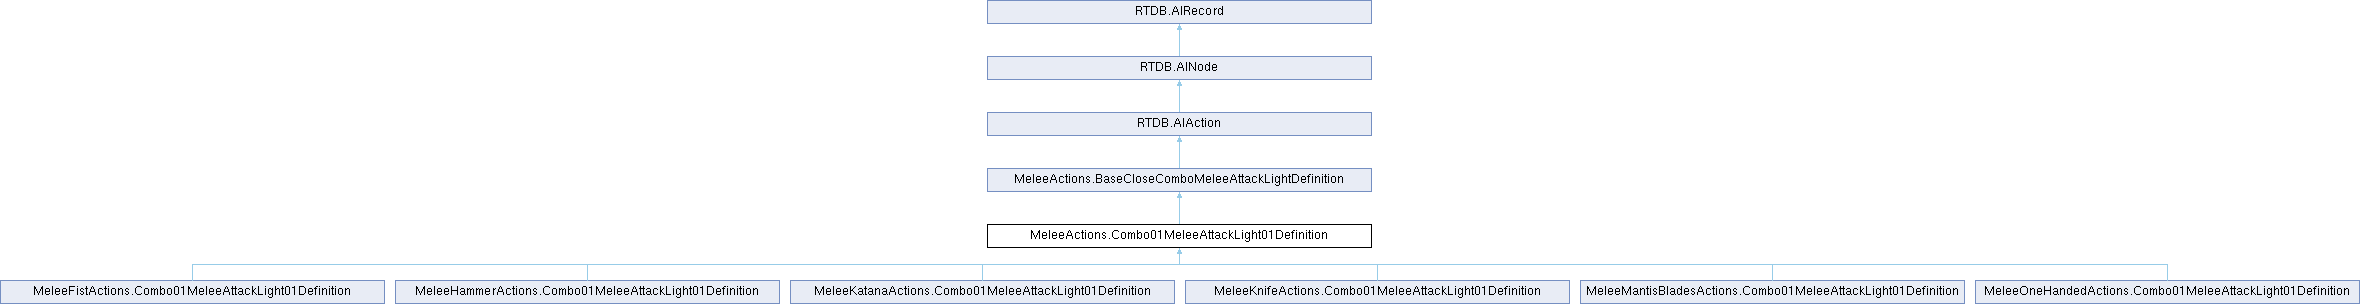 RTDB.AIRecord
RTDB.AINode
RTDB.AIAction
MeleeActions.BaseCloseComboMeleeAttackLightDefinition
MeleeActions.Combo01MeleeAttackLight01Definition
MeleeFistActions.Combo01MeleeAttackLight01Definition
MeleeHammerActions.Combo01MeleeAttackLight01Definition
MeleeKatanaActions.Combo01MeleeAttackLight01Definition
MeleeKnifeActions.Combo01MeleeAttackLight01Definition
MeleeMantisBladesActions.Combo01MeleeAttackLight01Definition
MeleeOneHandedActions.Combo01MeleeAttackLight01Definition